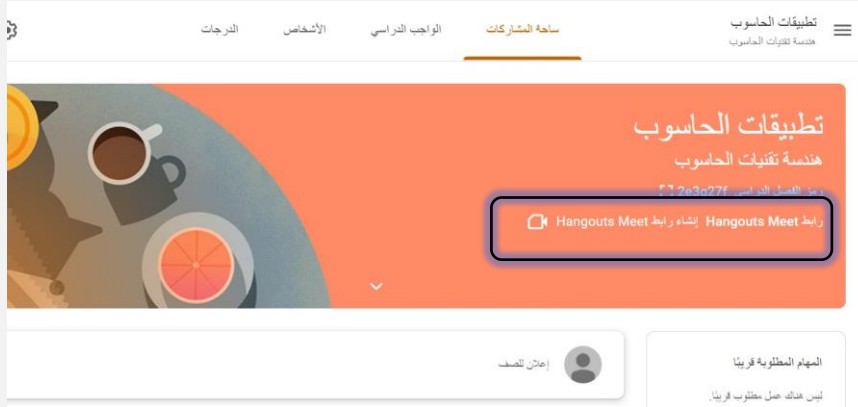 تطبيقات الحاسوب
هندسة تقنيات الحاسوب
ساحة المشاركات
الواجب الدراسي
الأشخاص
الدرجات
تطبيقات الحاسوب
هندسة تقنيات الحاسوب
رمز الفصل الدراسي 2e3o27f
رابط Hangouts Meet إنشاء رابط Hangouts Meet
المهام المطلوبة قريبًا
ليس هناك عمل مطلوب قريبًا.
إعلان للصف